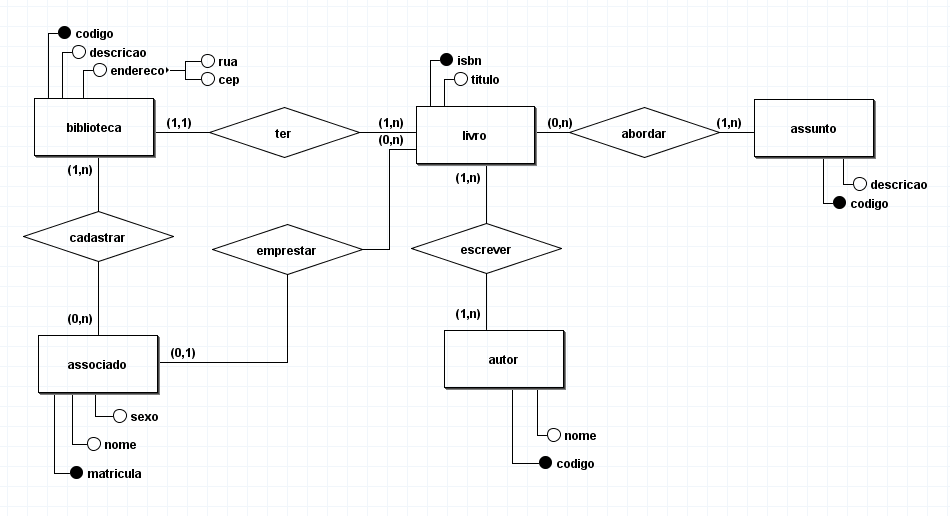 codigo
descricao
endereco
rua
cep
isbn
titulo
biblioteca
(1,1)
ter
(1,n)
(0,n)
livro
(0,n)
abordar
(1,n)
assunto
descricao
codigo
(1,n)
cadastrar
(0,n)
emprestar
(0,1)
(1,n)
escrever
(1,n)
associado
sexo
nome
matricula
autor
nome
codigo